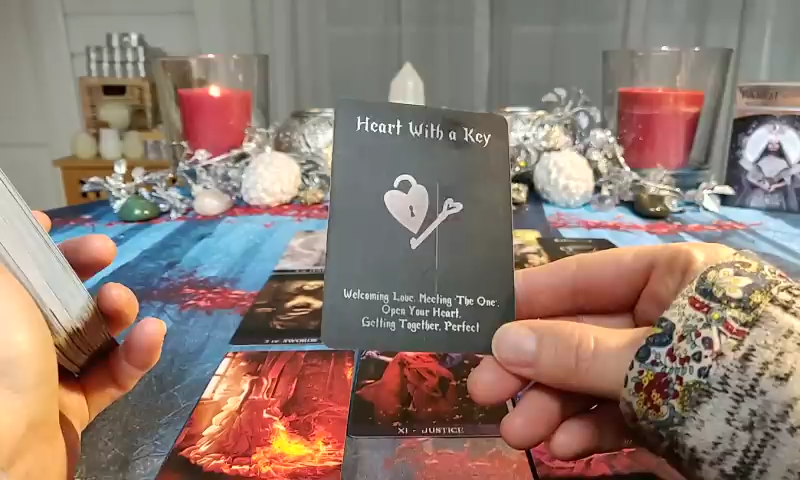 Heart With a Key
Welcoming Love, Meeting 'The One',
Open Your Heart,
Getting Together, Perfect
XI - JUSTICE